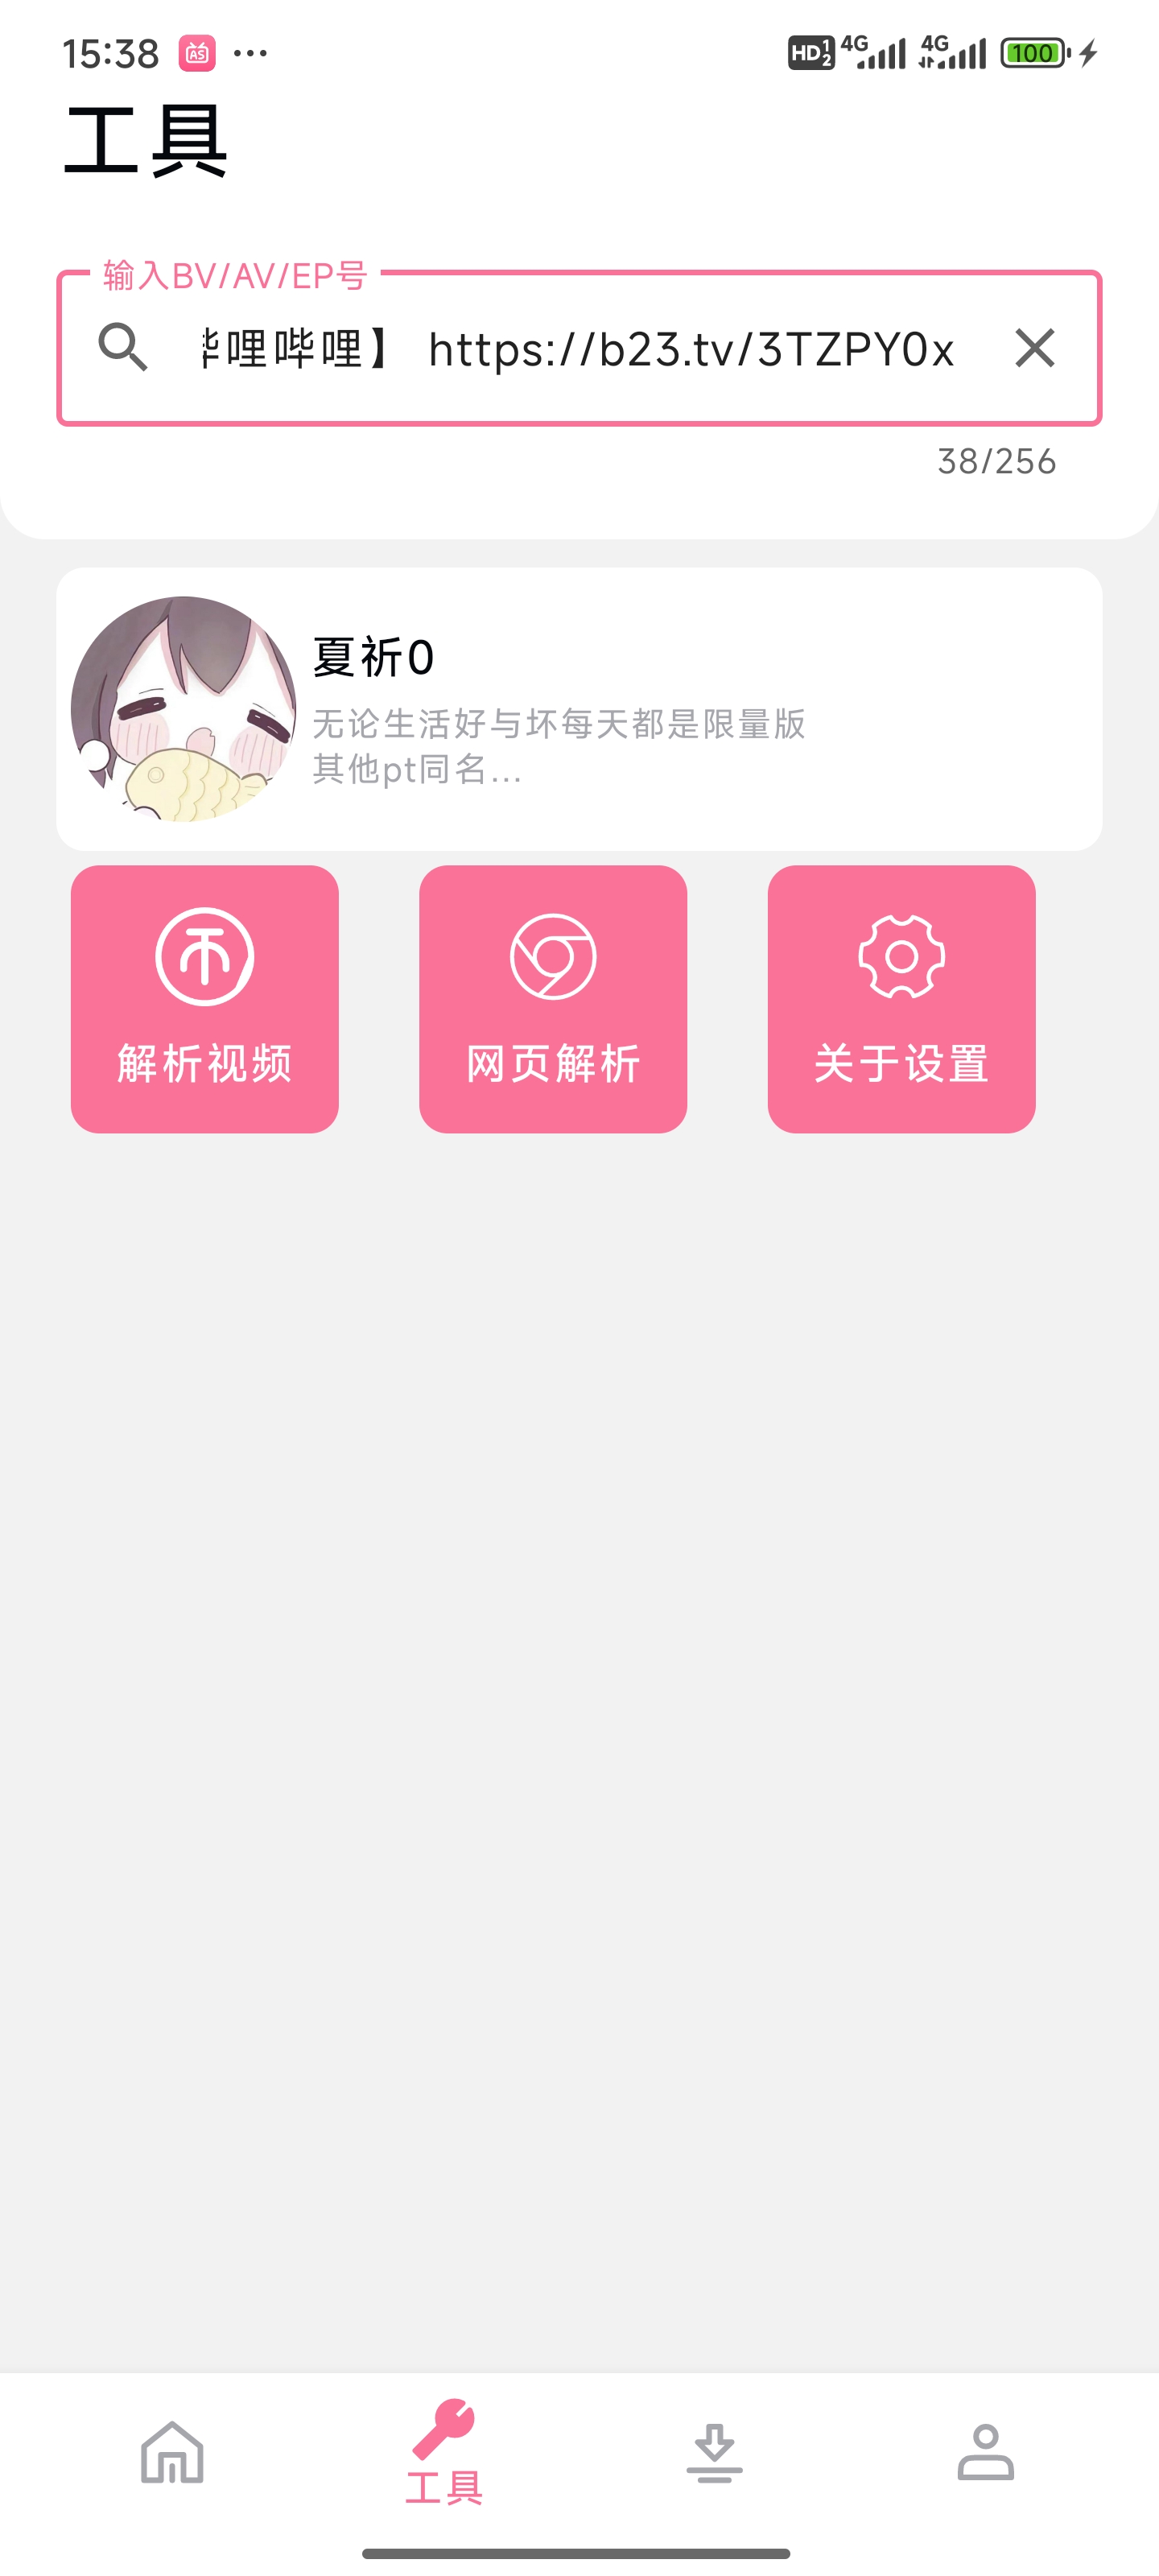 15:38 AS ... HD 1 2 4G 4G 100
工具
输入BV/AV/EP号
哔哩哔哩】 https://b23.tv/3TZPY0x
38/256
夏祈0
无论生活好与坏每天都是限量版
其他pt同名...
解析视频 网页解析 关于设置
工具